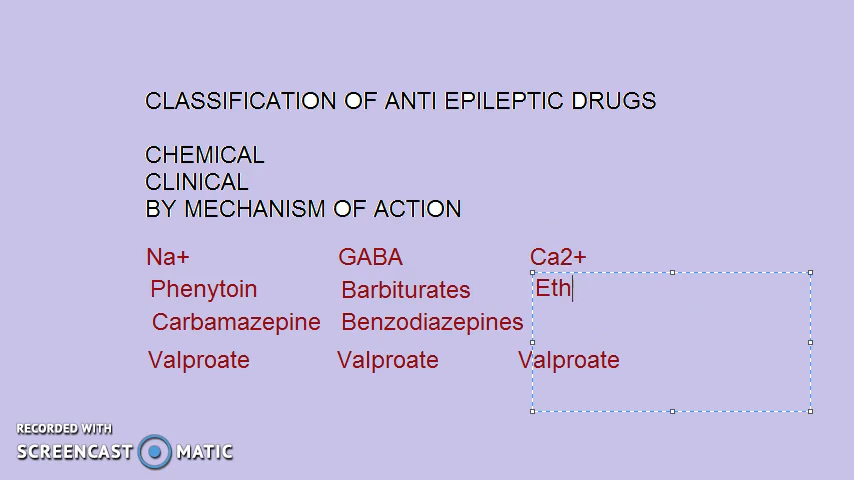 CLASSIFICATION OF ANTI EPILEPTIC DRUGS
CHEMICAL
CLINICAL
BY MECHANISM OF ACTION
Na+ GABA Ca2+
Phenytoin Barbiturates Eth
Carbamazepine Benzodiazepines
Valproate Valproate Valproate
RECORDED WITH
SCREENCAST MATIC